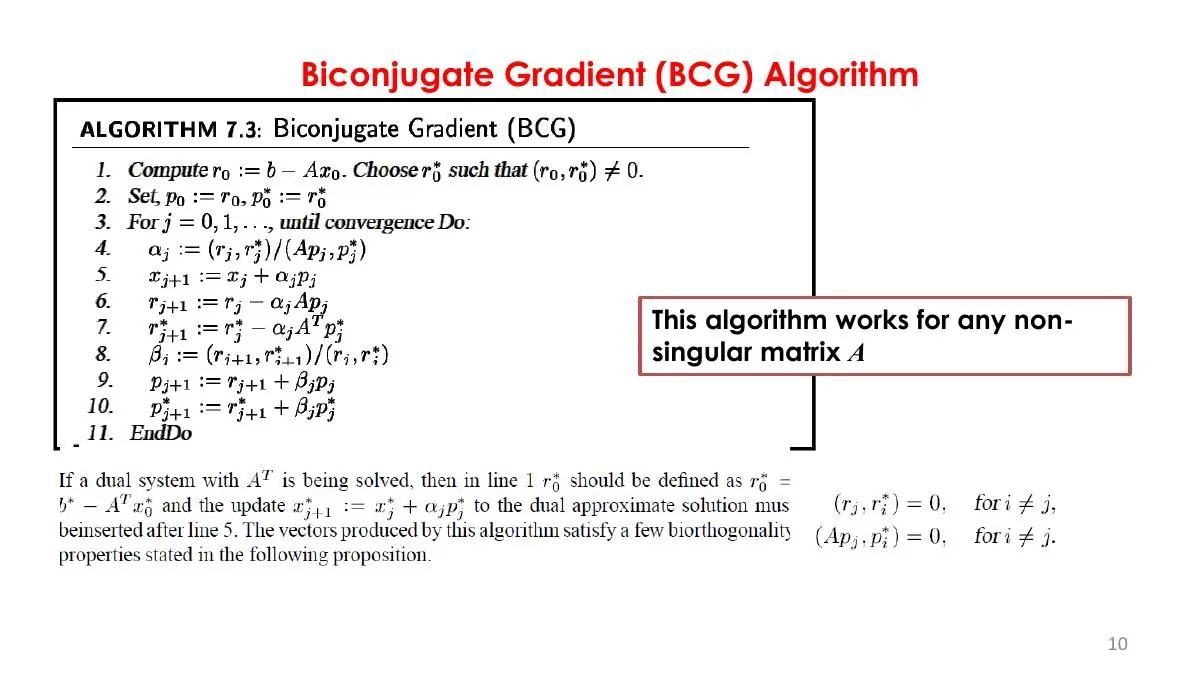 Biconjugate Gradient (BCG) Algorithm
ALGORITHM 7.3: Biconjugate Gradient (BCG)
1. Compute r₀ := b − Ax₀. Choose r₀* such that (r₀, r₀*) ≠ 0.
2. Set, p₀ := r₀, p₀* := r₀*
3. For j = 0, 1, . . ., until convergence Do:
4. αⱼ := (rⱼ, rⱼ*)/(Apⱼ, pⱼ*)
5. xⱼ₊₁ := xⱼ + αⱼpⱼ
6. rⱼ₊₁ := rⱼ − αⱼApⱼ
7. rⱼ₊₁* := rⱼ* − αⱼAᵀpⱼ*
8. βⱼ := (rⱼ₊₁, rⱼ₊₁*)/(rⱼ, rⱼ*)
9. pⱼ₊₁ := rⱼ₊₁ + βⱼpⱼ
10. pⱼ₊₁* := rⱼ₊₁* + βⱼpⱼ*
11. EndDo
This algorithm works for any non-
singular matrix A
If a dual system with Aᵀ is being solved, then in line 1 r₀* should be defined as r₀* =
b* − Aᵀx₀* and the update xⱼ₊₁* := xⱼ* + αⱼpⱼ* to the dual approximate solution mus
beinserted after line 5. The vectors produced by this algorithm satisfy a few biorthogonality
properties stated in the following proposition.
(rⱼ, rᵢ*) = 0, for i ≠ j,
(Apⱼ, pᵢ*) = 0, for i ≠ j.
10